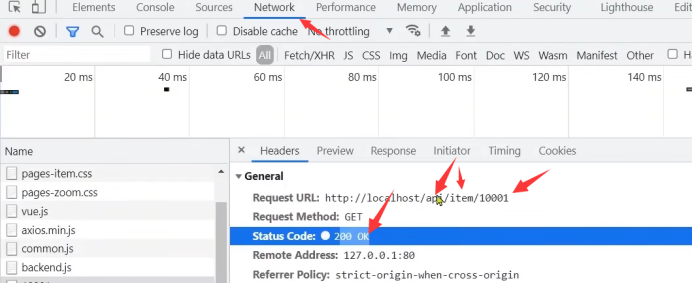 Elements Console Sources Network Performance Memory Application Security Lighthouse Edi
Preserve log Disable cache No throttling
Filter Hide data URLs All Fetch/XHR JS CSS Img Media Font Doc WS Wasm Manifest Other Ha
20 ms 40 ms 60 ms 80 ms 100 ms 120 ms 140 ms
Name
pages-item.css
pages-zoom.css
vue.js
axios.min.js
common.js
backend.js
× Headers Preview Response Initiator Timing Cookies
General
Request URL: http://localhost/api/item/10001
Request Method: GET
Status Code: 200 OK
Remote Address: 127.0.0.1:80
Referrer Policy: strict-origin-when-cross-origin